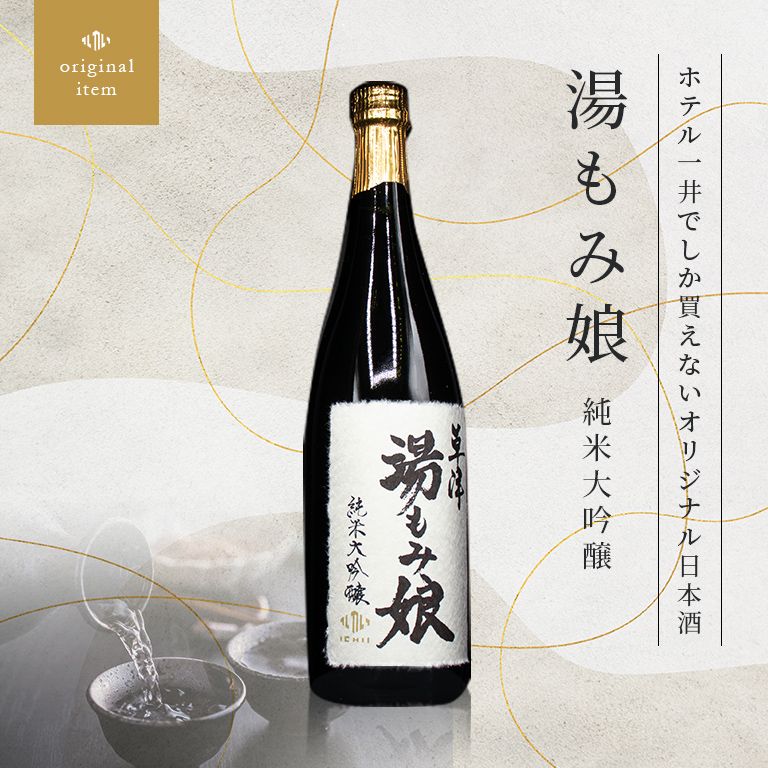 original
item
ホテル一井でしか買えないオリジナル日本酒
湯もみ娘
純米大吟醸
草津
湯もみ娘
純米大吟醸
ICHII